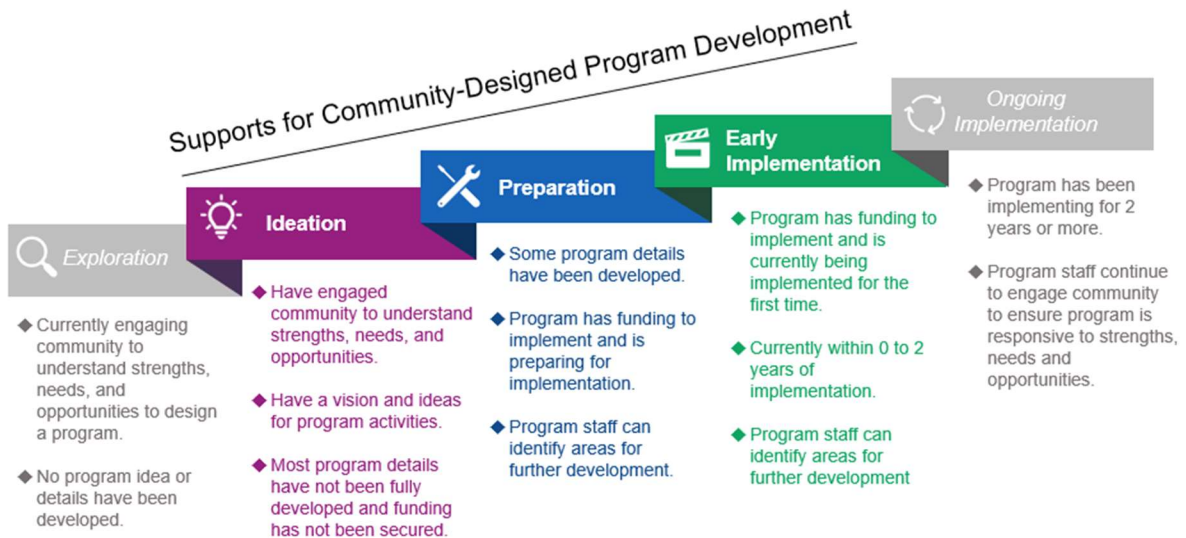 Supports for Community-Designed Program Development
Exploration
◆ Currently engaging
community to
understand strengths,
needs, and
opportunities to design
a program.
◆ No program idea or
details have been
developed.
Ideation
◆ Have engaged
community to understand
strengths, needs, and
opportunities.
◆ Have a vision and ideas
for program activities.
◆ Most program details
have not been fully
developed and funding
has not been secured.
Preparation
◆ Some program details
have been developed.
◆ Program has funding to
implement and is
preparing for
implementation.
◆ Program staff can
identify areas for
further development.
Early
Implementation
◆ Program has funding to
implement and is
currently being
implemented for the
first time.
◆ Currently within 0 to 2
years of
implementation.
◆ Program staff can
identify areas for
further development
Ongoing
Implementation
◆ Program has been
implementing for 2
years or more.
◆ Program staff continue
to engage community
to ensure program is
responsive to strengths,
needs and
opportunities.